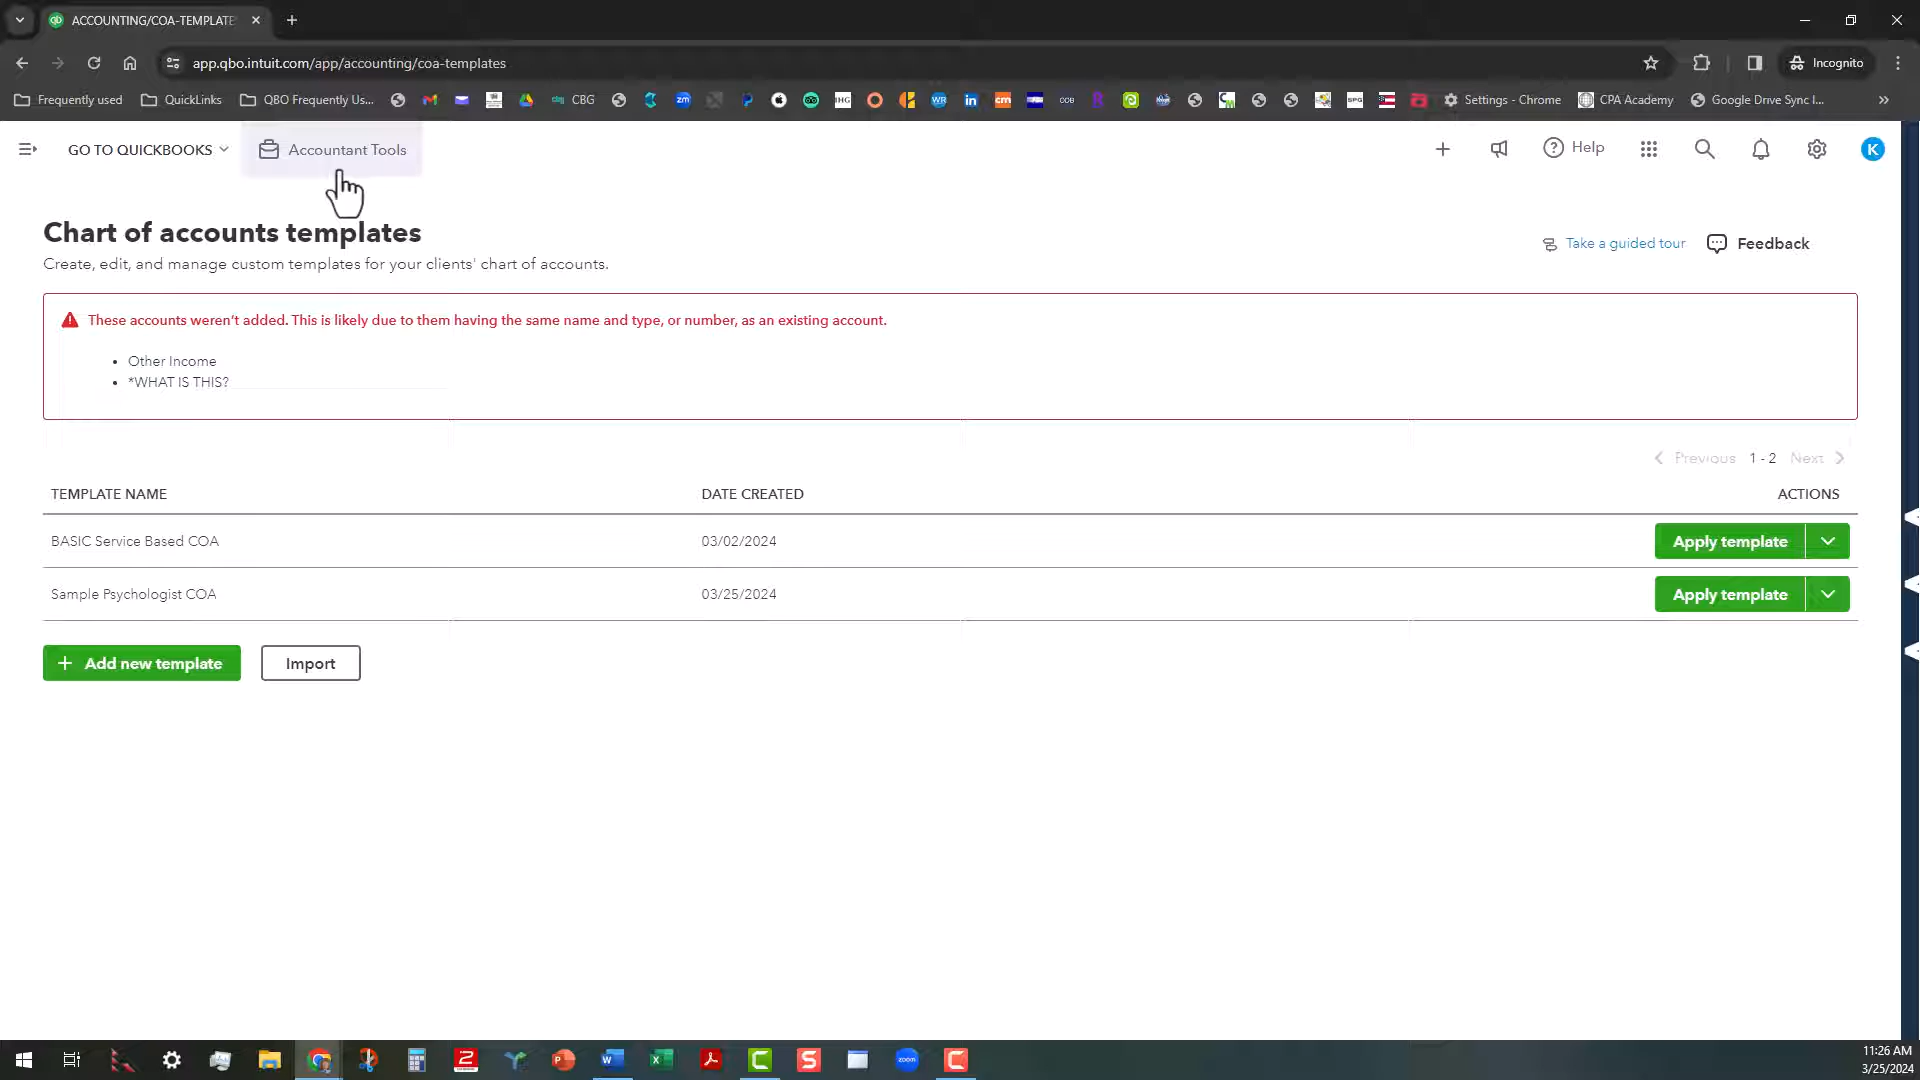 ACCOUNTING/COA-TEMPLATE
app.qbo.intuit.com/app/accounting/coa-templates
Incognito
Frequently used
QuickLinks
QBO Frequently Us...
CBG
Settings - Chrome
CPA Academy
Google Drive Sync I...
GO TO QUICKBOOKS
Accountant Tools
Help
K
Chart of accounts templates
Create, edit, and manage custom templates for your clients' chart of accounts.
Take a guided tour
Feedback
These accounts weren't added. This is likely due to them having the same name and type, or number, as an existing account.
• Other Income
• *WHAT IS THIS?
Previous 1 - 2 Next
TEMPLATE NAME DATE CREATED ACTIONS
BASIC Service Based COA 03/02/2024 Apply template
Sample Psychologist COA 03/25/2024 Apply template
+ Add new template
Import
11:26 AM
3/25/2024